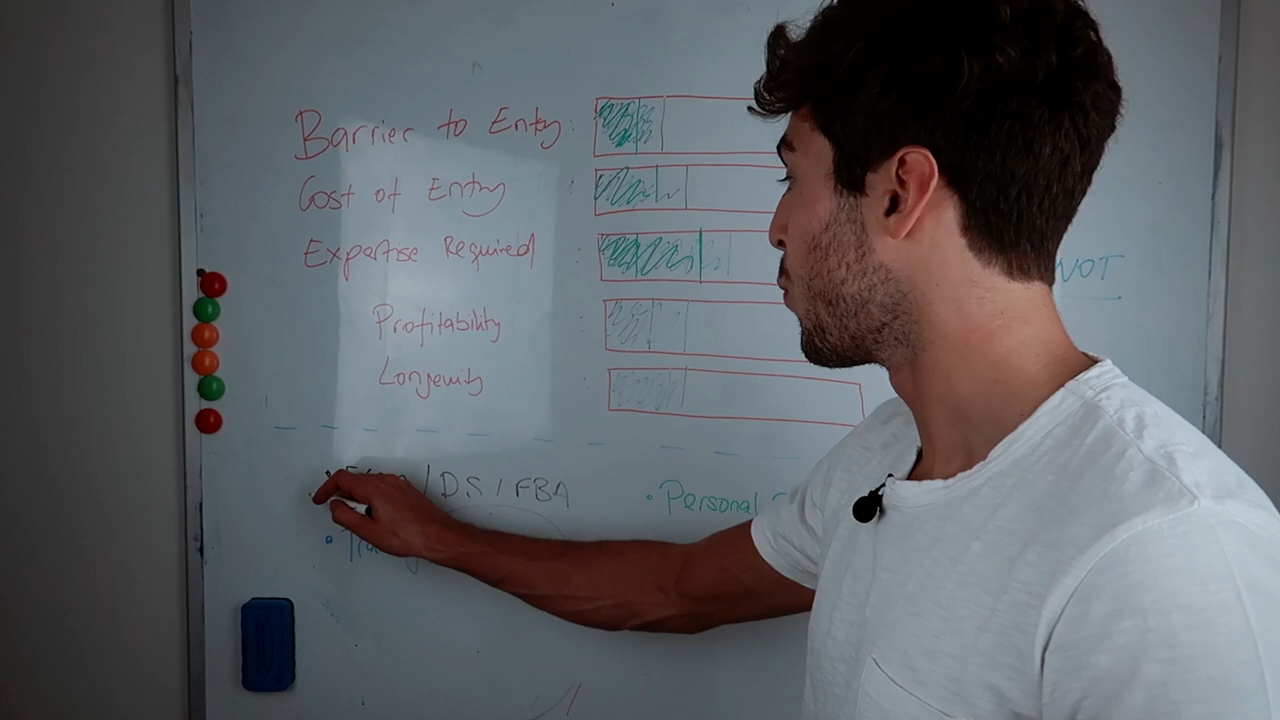 Barrier to Entry:
Cost of Entry :
Expertise Required :
Profitability :
Longevity :
NOT
/ DS / FBA
• Personal